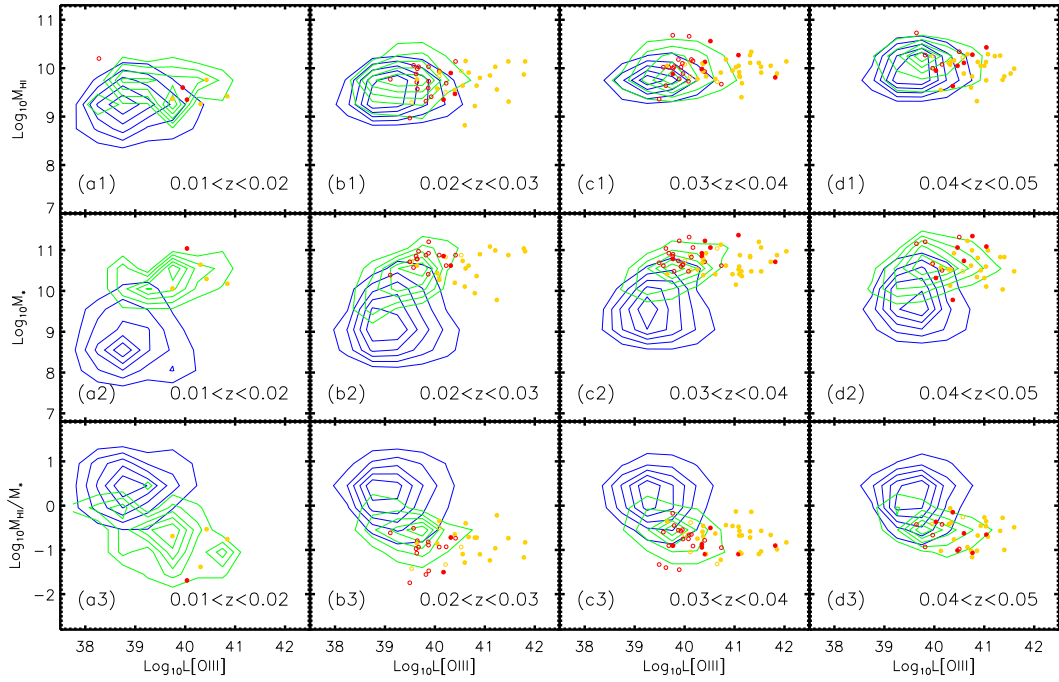 11
10
9
8
7
Log₁₀M_HI
(a1) 0.01<z<0.02
(b1) 0.02<z<0.03
(c1) 0.03<z<0.04
(d1) 0.04<z<0.05
11
10
9
8
7
Log₁₀M_*
(a2) 0.01<z<0.02
(b2) 0.02<z<0.03
(c2) 0.03<z<0.04
(d2) 0.04<z<0.05
1
0
-1
-2
Log₁₀M_HI/M_*
(a3) 0.01<z<0.02
(b3) 0.02<z<0.03
(c3) 0.03<z<0.04
(d3) 0.04<z<0.05
38 39 40 41 42
38 39 40 41
38 39 40 41
38 39 40 41 42
Log₁₀L[OIII]
Log₁₀L[OIII]
Log₁₀L[OIII]
Log₁₀L[OIII]